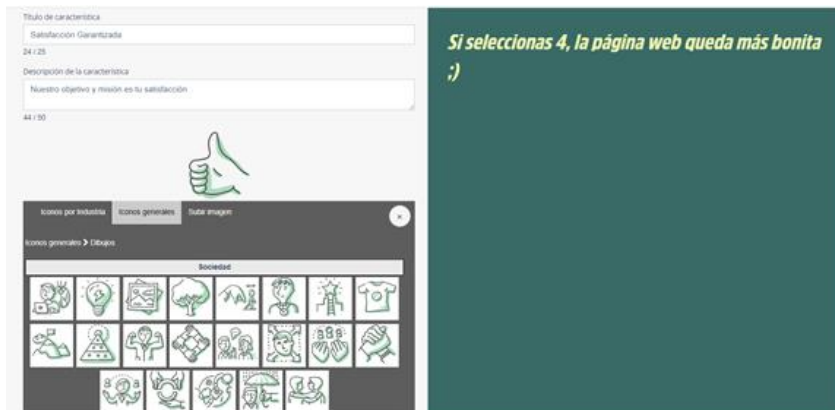 Título de característica
Satisfacción Garantizada
24 / 25
Descripción de la característica
Nuestro objetivo y misión es tu satisfacción
44 / 50
Iconos por Industria
Iconos generales
Subir imagen
×
Iconos generales > Dibujos
Sociedad
Si seleccionas 4, la página web queda más bonita
;)